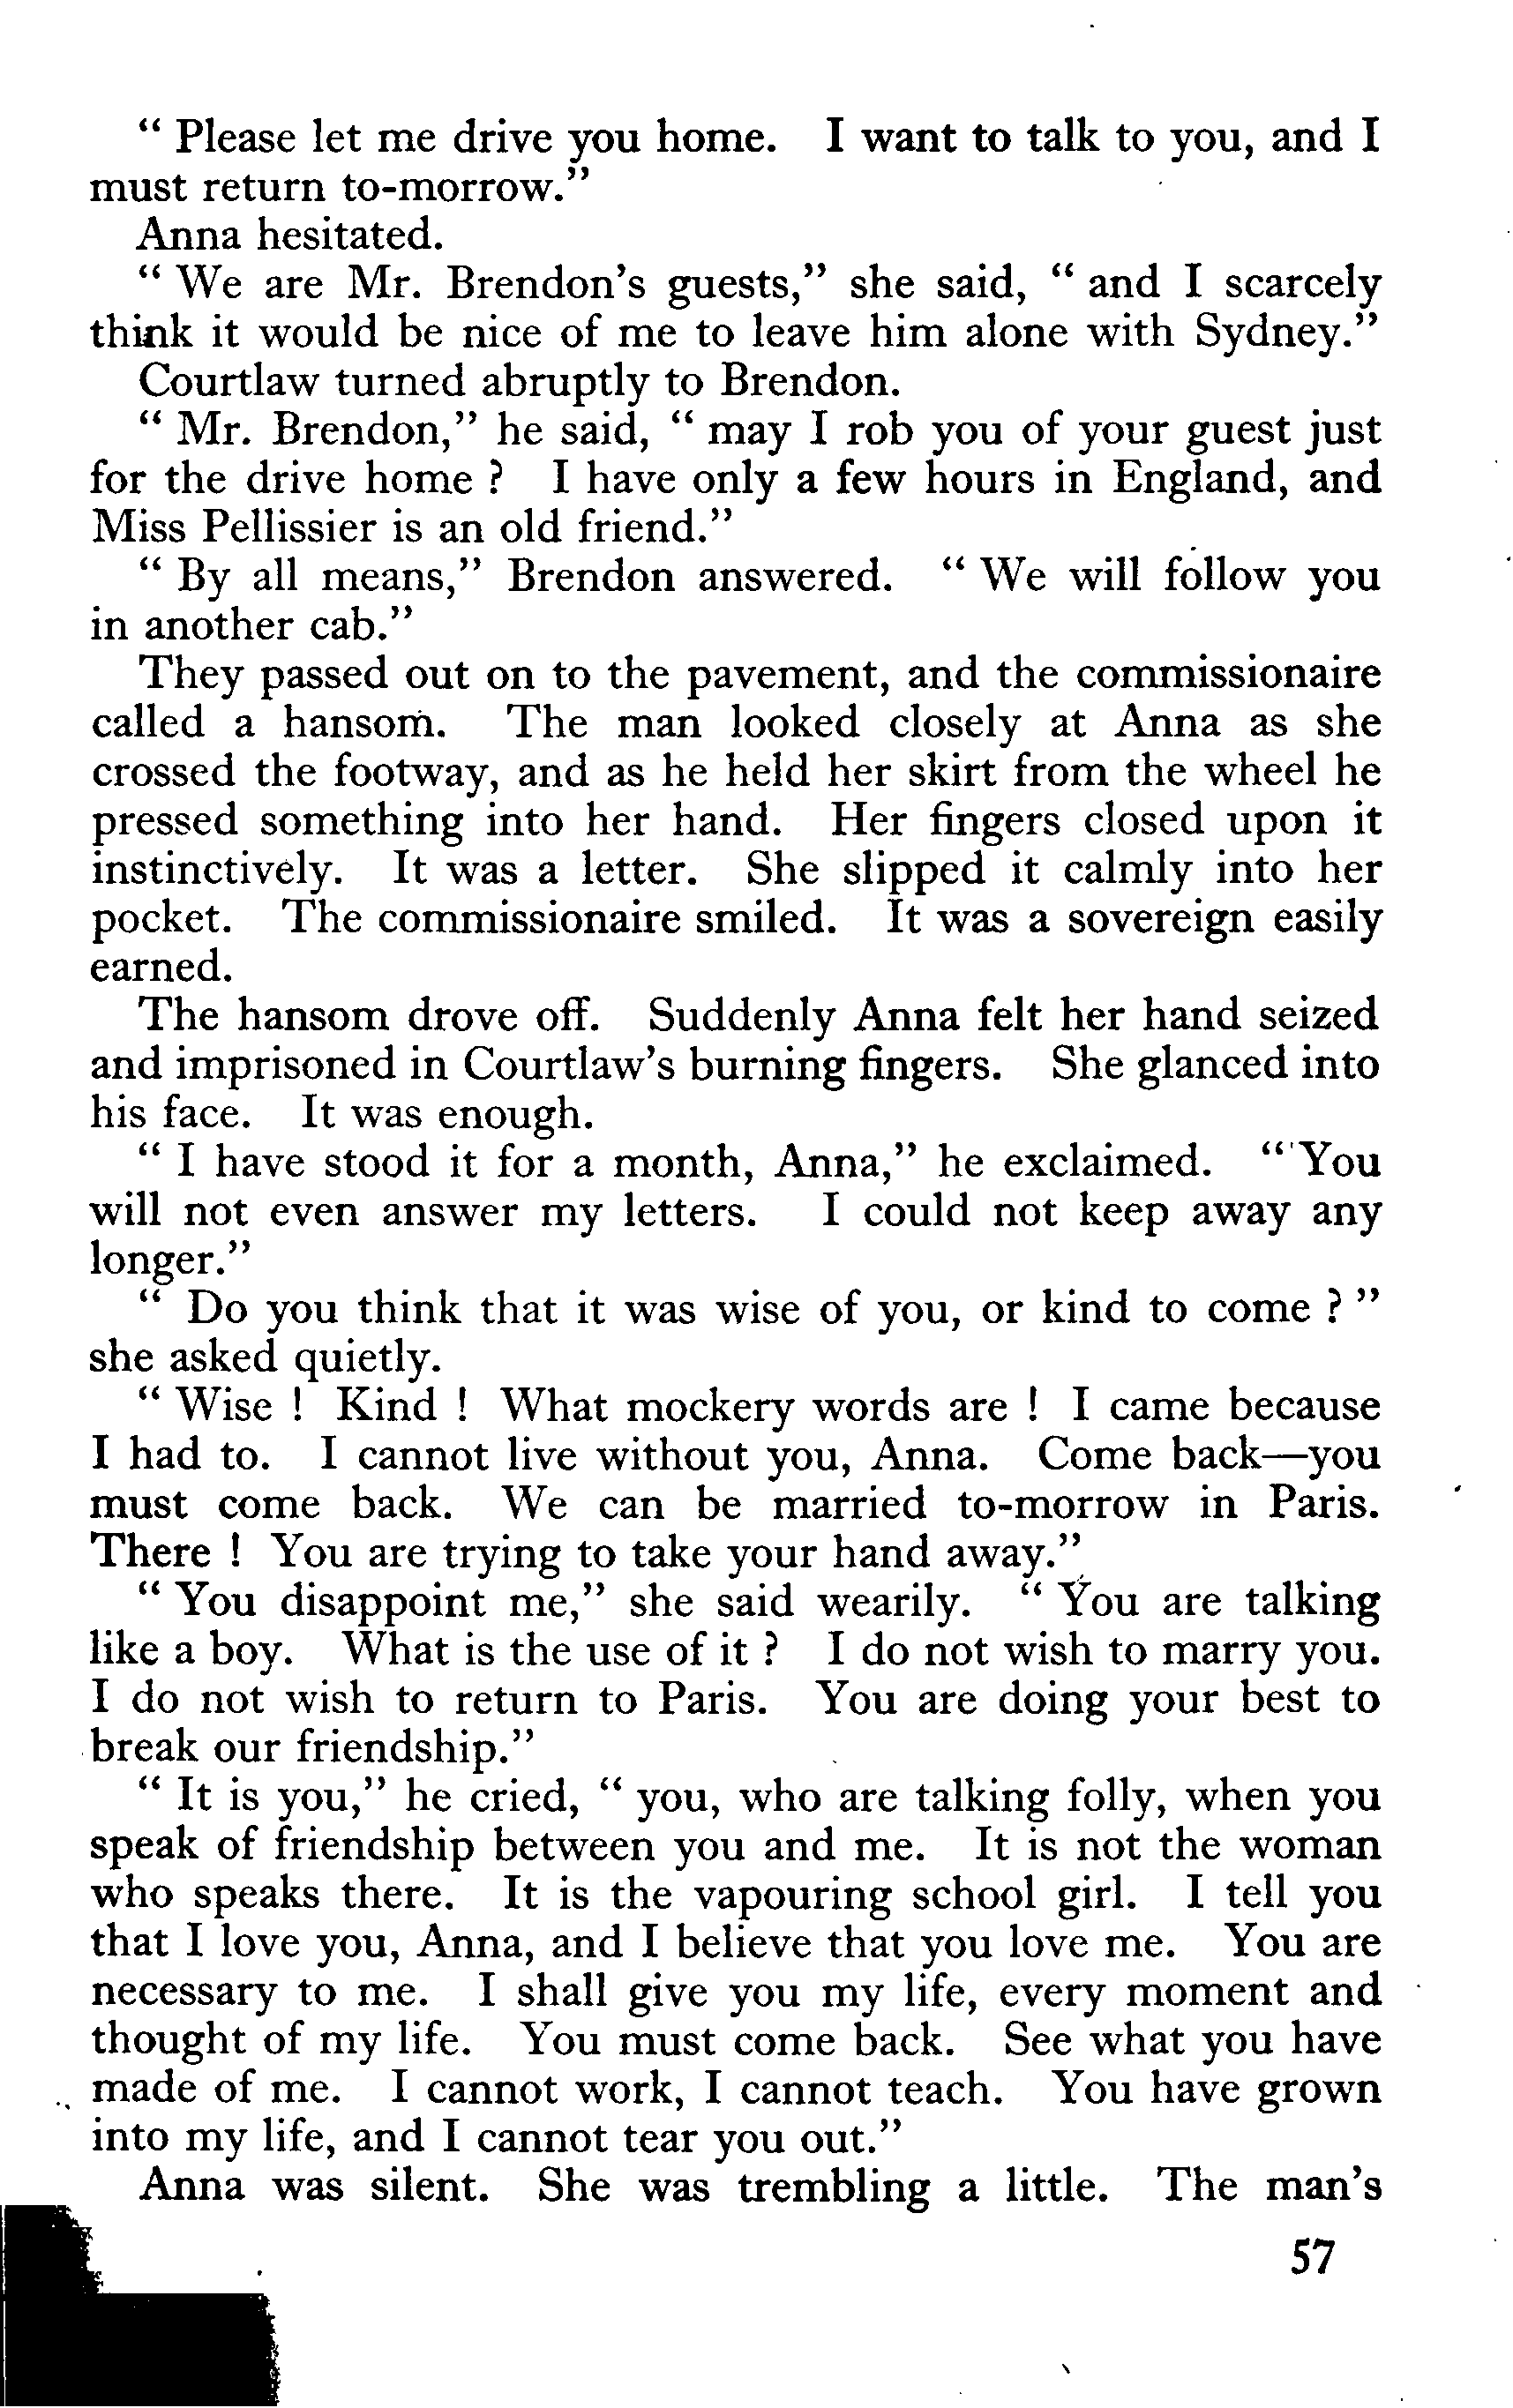 “ Please let me drive you home. I want to talk to you, and I
must return to-morrow.”
Anna hesitated.
“ We are Mr. Brendon’s guests,” she said, “ and I scarcely
think it would be nice of me to leave him alone with Sydney.”
Courtlaw turned abruptly to Brendon.
“ Mr. Brendon,” he said, “ may I rob you of your guest just
for the drive home ? I have only a few hours in England, and
Miss Pellissier is an old friend.”
“ By all means,” Brendon answered. “ We will follow you
in another cab.”
They passed out on to the pavement, and the commissionaire
called a hansom. The man looked closely at Anna as she
crossed the footway, and as he held her skirt from the wheel he
pressed something into her hand. Her fingers closed upon it
instinctively. It was a letter. She slipped it calmly into her
pocket. The commissionaire smiled. It was a sovereign easily
earned.
The hansom drove off. Suddenly Anna felt her hand seized
and imprisoned in Courtlaw’s burning fingers. She glanced into
his face. It was enough.
“ I have stood it for a month, Anna,” he exclaimed. “ You
will not even answer my letters. I could not keep away any
longer.”
“ Do you think that it was wise of you, or kind to come ? ”
she asked quietly.
“ Wise ! Kind ! What mockery words are ! I came because
I had to. I cannot live without you, Anna. Come back—you
must come back. We can be married to-morrow in Paris.
There ! You are trying to take your hand away.”
“ You disappoint me,” she said wearily. “ You are talking
like a boy. What is the use of it ? I do not wish to marry you.
I do not wish to return to Paris. You are doing your best to
break our friendship.”
“ It is you,” he cried, “ you, who are talking folly, when you
speak of friendship between you and me. It is not the woman
who speaks there. It is the vapouring school girl. I tell you
that I love you, Anna, and I believe that you love me. You are
necessary to me. I shall give you my life, every moment and
thought of my life. You must come back. See what you have
made of me. I cannot work, I cannot teach. You have grown
into my life, and I cannot tear you out.”
Anna was silent. She was trembling a little. The man’s
57